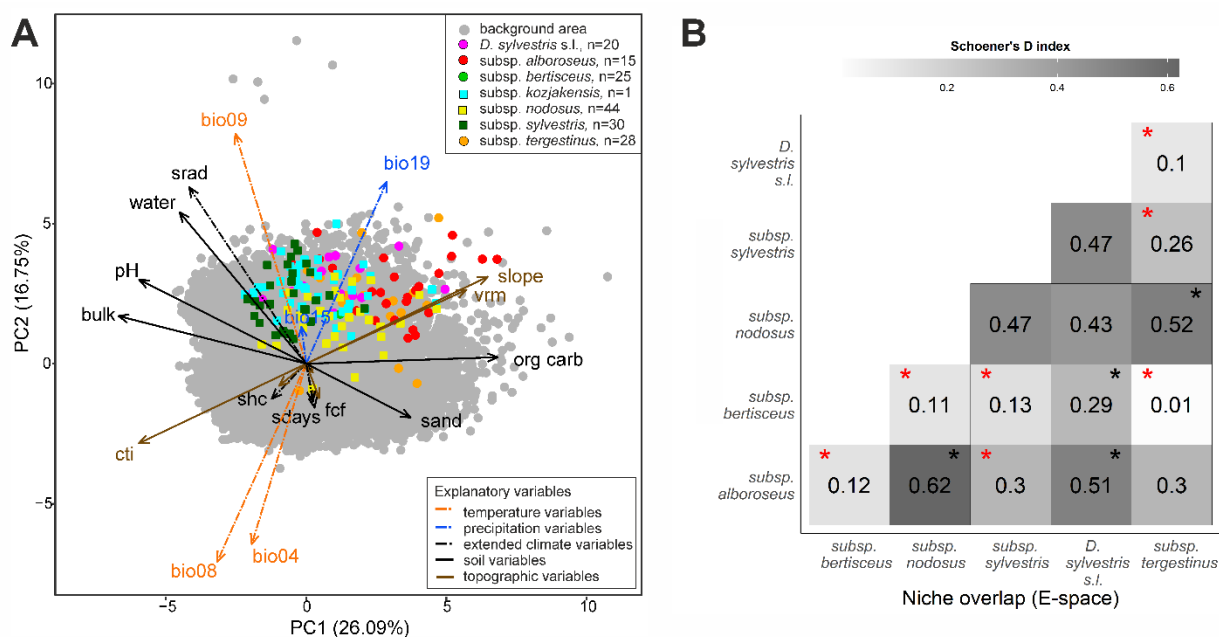 A
background area
D. sylvestris s.l., n=20
subsp. alboroseus, n=15
subsp. bertisceus, n=25
subsp. kozjakensis, n=1
subsp. nodosus, n=44
subsp. sylvestris, n=30
subsp. tergestinus, n=28
10
5
0
−5
PC2 (16.75%)
bio09
bio19
srad
water
pH
bulk
slope
vrm
bio15
org carb
shc
sdays
fcf
sand
cti
bio08
bio04
Explanatory variables
temperature variables
precipitation variables
extended climate variables
soil variables
topographic variables
−5
0
5
10
PC1 (26.09%)
B
Schoener's D index
0.2
0.4
0.6
D.
sylvestris
s.l.
*
0.1
subsp.
sylvestris
0.47
*
0.26
subsp.
nodosus
0.47
0.43
*
0.52
subsp.
bertisceus
*
0.11
*
0.13
*
0.29
*
0.01
subsp.
alboroseus
*
0.12
*
0.62
*
0.3
*
0.51
0.3
subsp.
bertisceus
subsp.
nodosus
subsp.
sylvestris
D.
sylvestris
s.l.
subsp.
tergestinus
Niche overlap (E-space)